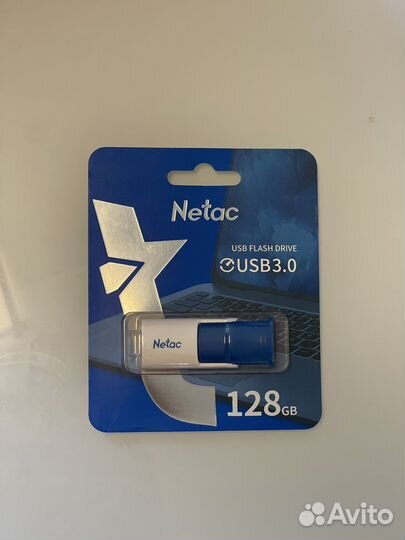 Netac
USB FLASH DRIVE
USB3.0
Netac
128GB
Avito